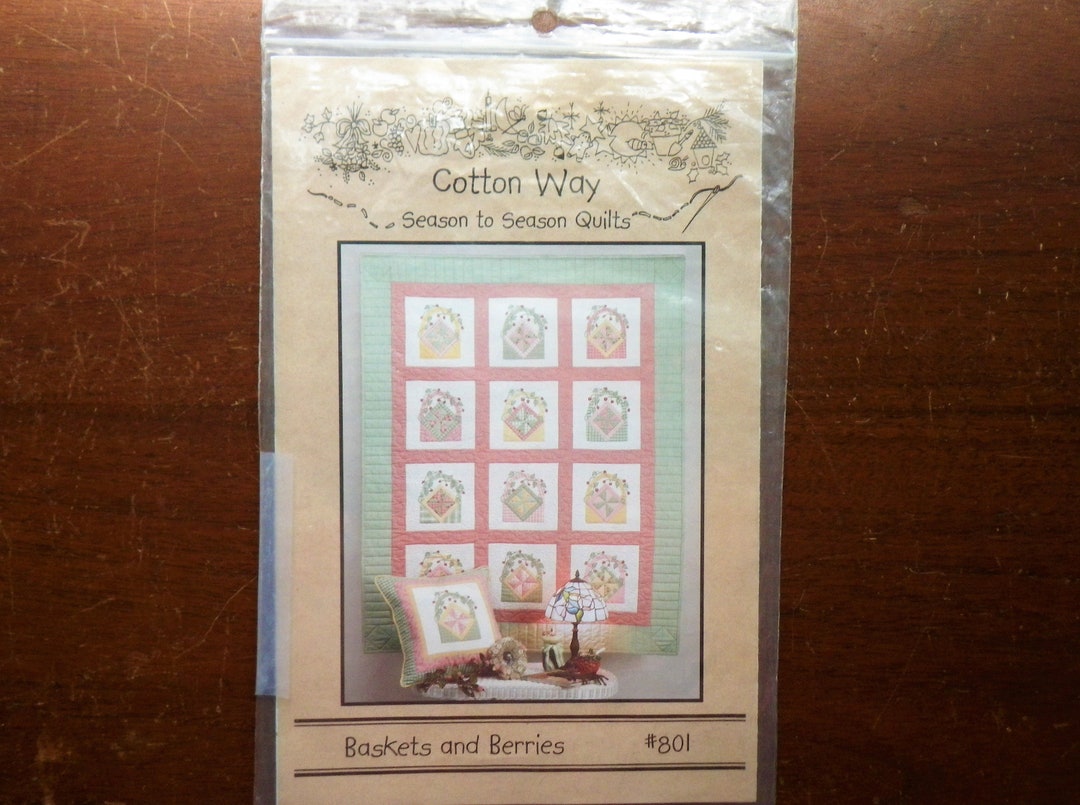 Cotton Way
Season to Season Quilts
Baskets and Berries #801